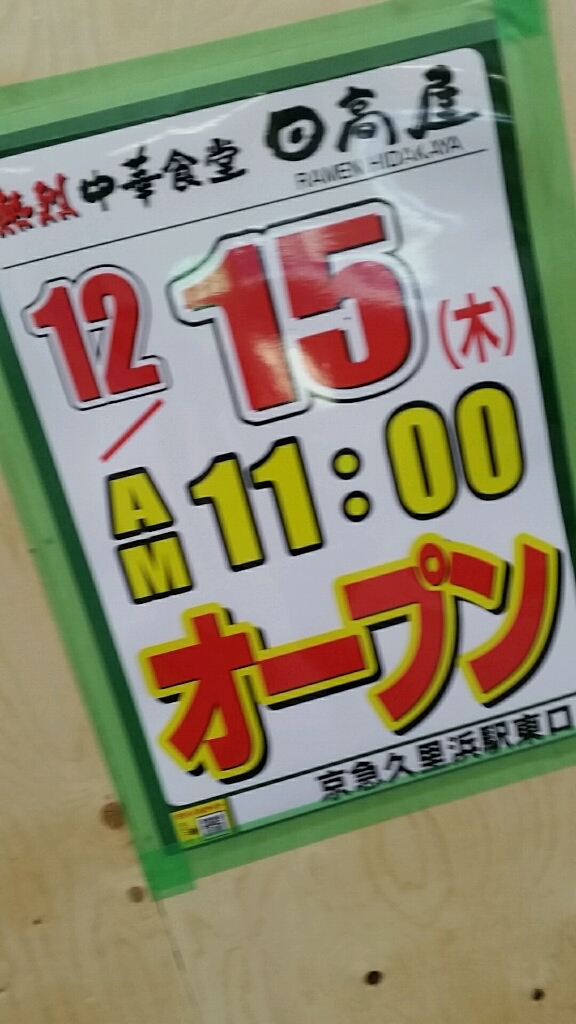 熱烈中華食堂 日高屋
RAMEN HIDAKAYA
12/15(木)
AM 11:00
オープン
京急久里浜駅東口